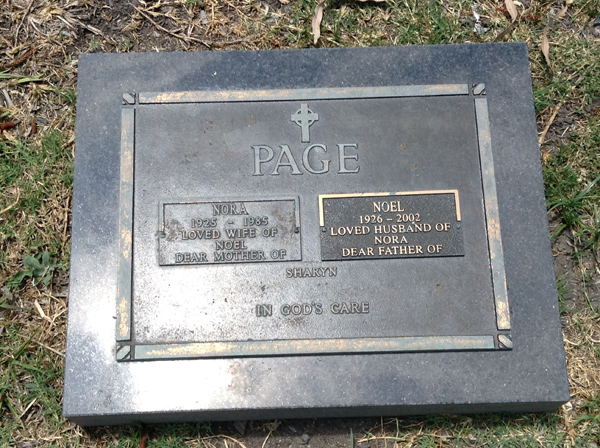 PAGE
NORA
1925 - 1985
LOVED WIFE OF
NOEL
DEAR MOTHER OF
NOEL
1926 - 2002
LOVED HUSBAND OF
NORA
DEAR FATHER OF
SHARYN
IN GOD'S CARE